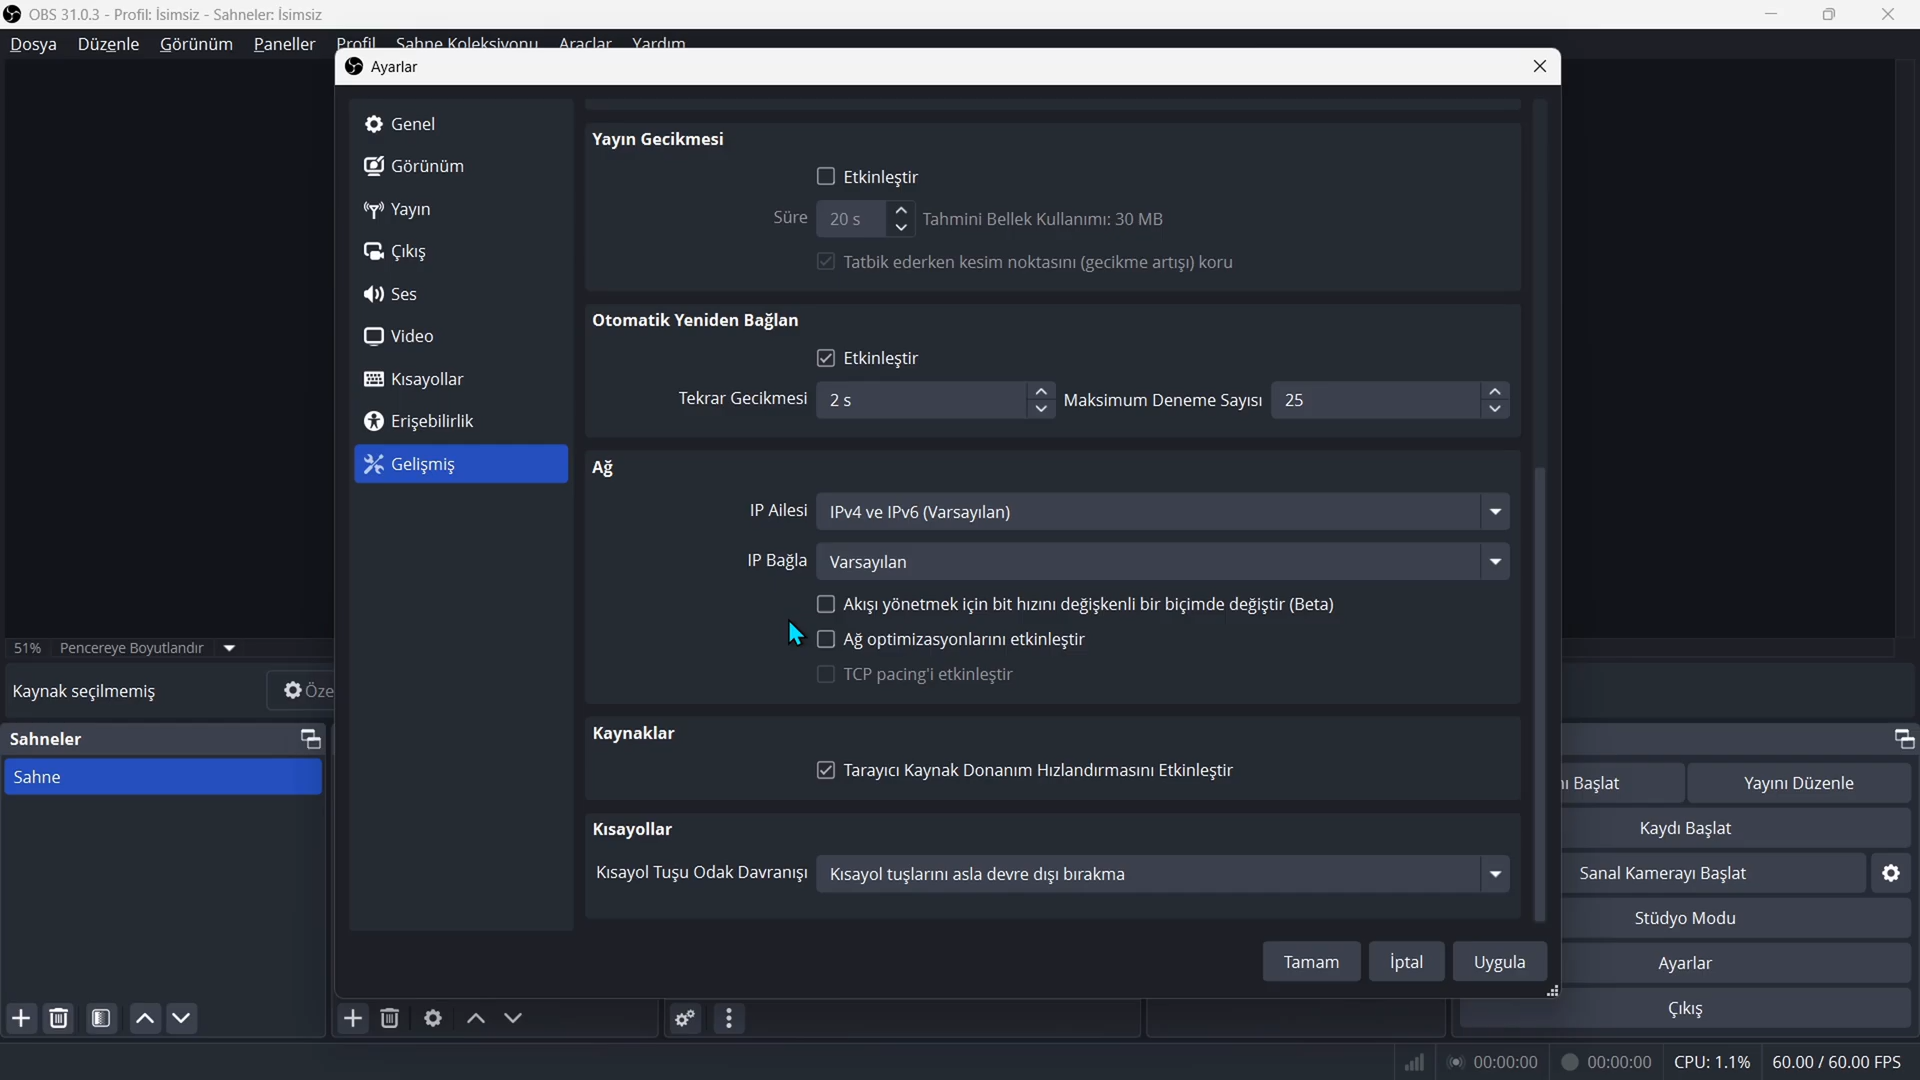 OBS 31.0.3 - Profil: İsimsiz - Sahneler: İsimsiz
Dosya Düzenle Görünüm Paneller Profil Sahne Koleksiyonu Araçlar Yardım
Ayarlar
Genel
Görünüm
Yayın
Çıkış
Ses
Video
Kısayollar
Erişebilirlik
Gelişmiş
Yayın Gecikmesi
Etkinleştir
Süre 20 s Tahmini Bellek Kullanımı: 30 MB
Tatbik ederken kesim noktasını (gecikme artışı) koru
Otomatik Yeniden Bağlan
Etkinleştir
Tekrar Gecikmesi 2 s Maksimum Deneme Sayısı 25
Ağ
IP Ailesi IPv4 ve IPv6 (Varsayılan)
IP Bağla Varsayılan
Akışı yönetmek için bit hızını değişkenli bir biçimde değiştir (Beta)
Ağ optimizasyonlarını etkinleştir
TCP pacing'i etkinleştir
Kaynaklar
Tarayıcı Kaynak Donanım Hızlandırmasını Etkinleştir
Kısayollar
Kısayol Tuşu Odak Davranışı Kısayol tuşlarını asla devre dışı bırakma
Tamam İptal Uygula
51% Pencereye Boyutlandır
Kaynak seçilmemiş Öze
Sahneler
Sahne
ı Başlat Yayını Düzenle
Kaydı Başlat
Sanal Kamerayı Başlat
Stüdyo Modu
Ayarlar
Çıkış
00:00:00 00:00:00 CPU: 1.1% 60.00 / 60.00 FPS